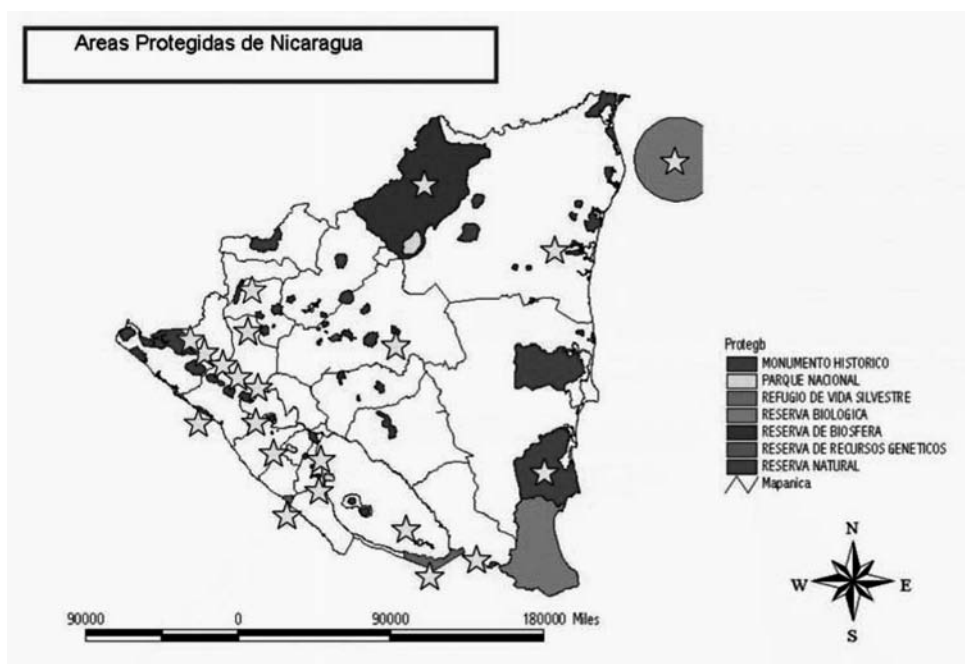 Areas Protegidas de Nicaragua
Protegb
MONUMENTO HISTORICO
PARQUE NACIONAL
REFUGIO DE VIDA SILVESTRE
RESERVA BIOLOGICA
RESERVA DE BIOSFERA
RESERVA DE RECURSOS GENETICOS
RESERVA NATURAL
Mapanica
N
W E
S
90000 0 90000 180000 Miles